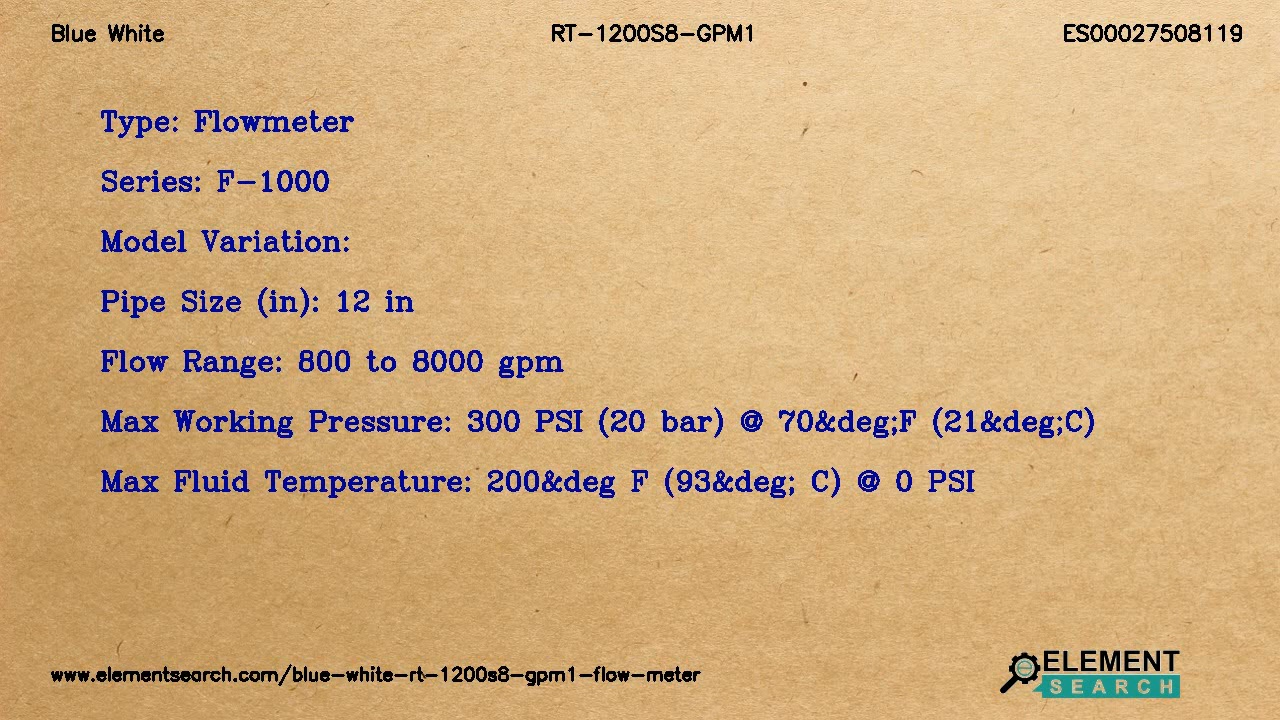 Blue White RT-1200S8-GPM1 ES00027508119
Type: Flowmeter
Series: F-1000
Model Variation:
Pipe Size (in): 12 in
Flow Range: 800 to 8000 gpm
Max Working Pressure: 300 PSI (20 bar) @ 70&deg;F (21&deg;C)
Max Fluid Temperature: 200&deg F (93&deg; C) @ 0 PSI
www.elementsearch.com/blue-white-rt-1200s8-gpm1-flow-meter
ELEMENT
SEARCH